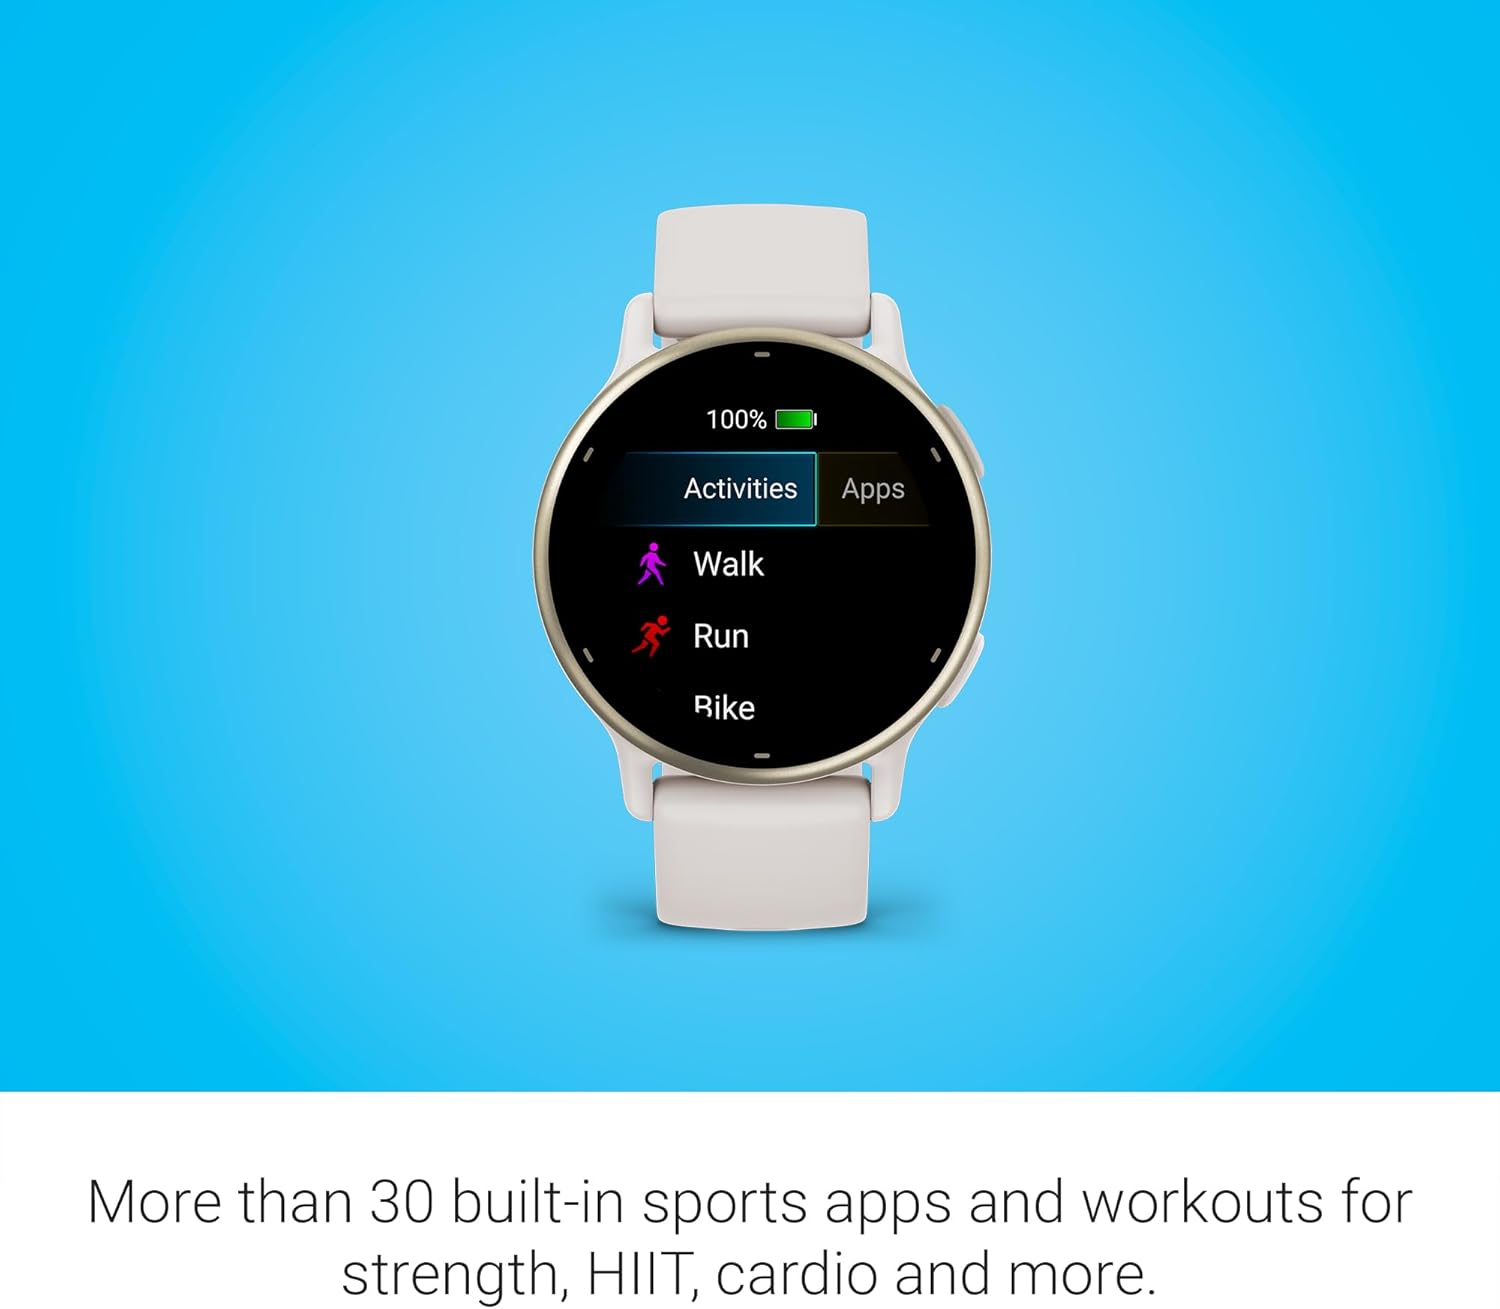 100%
Activities Apps
Walk
Run
Bike
More than 30 built-in sports apps and workouts for
strength, HIIT, cardio and more.